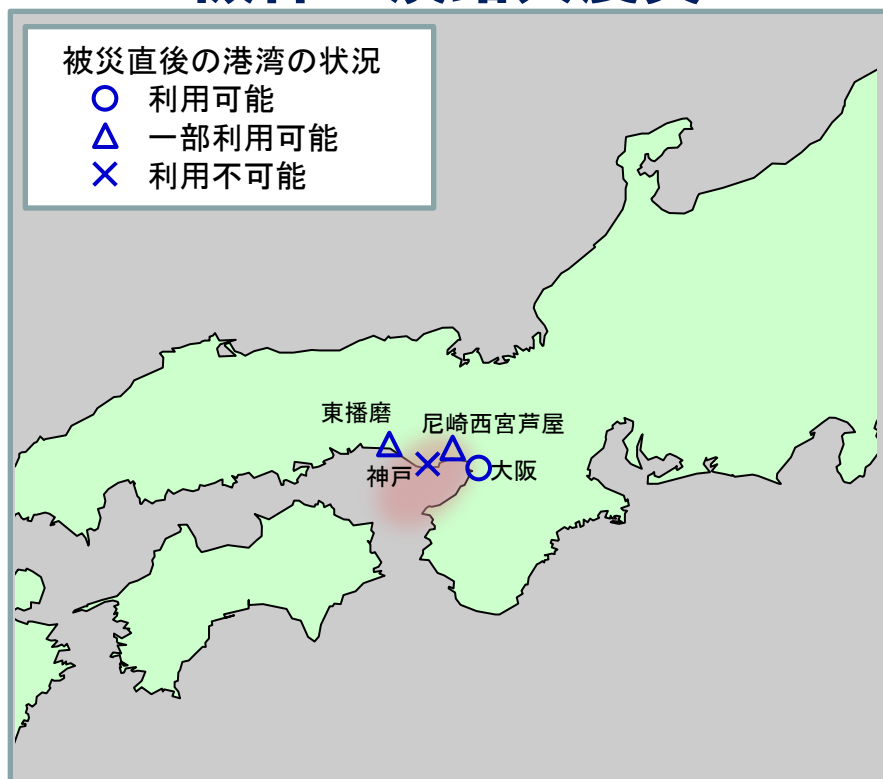 被災直後の港湾の状況
○ 利用可能
△ 一部利用可能
× 利用不可能
東播磨
尼崎西宮芦屋
神戸
大阪